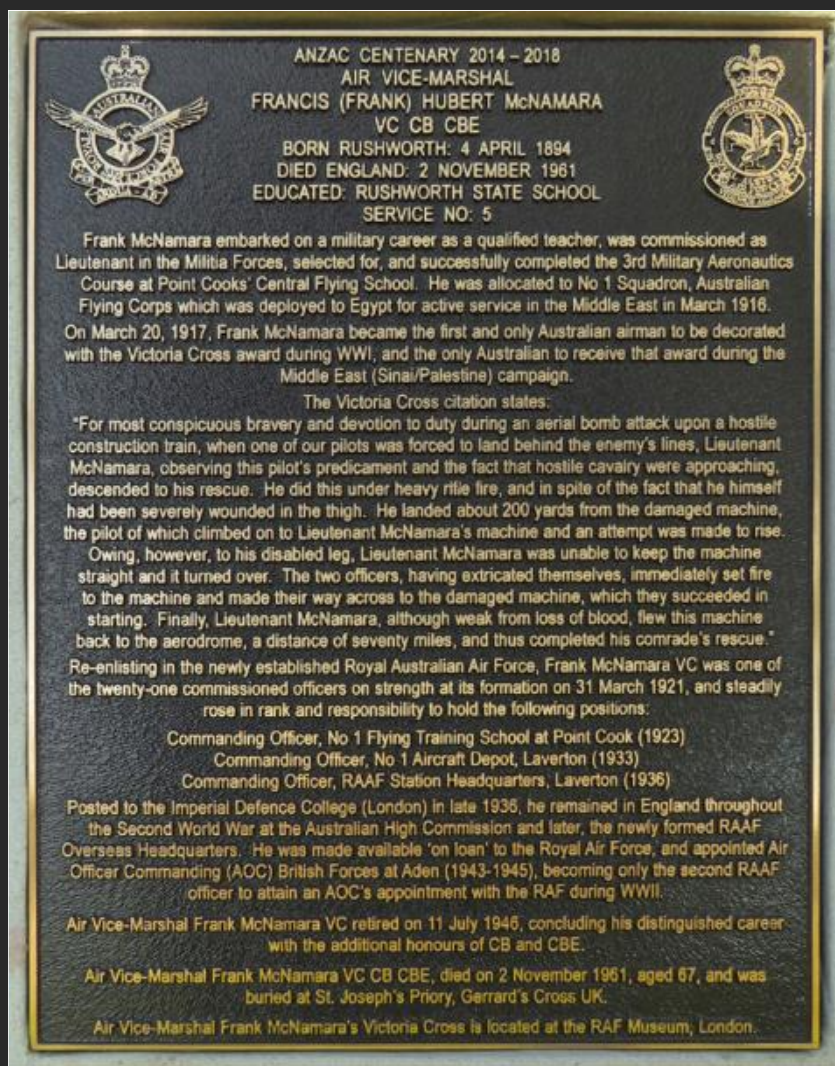 ANZAC CENTENARY 2014 – 2018
AIR VICE-MARSHAL
FRANCIS (FRANK) HUBERT McNAMARA
VC CB CBE
BORN RUSHWORTH: 4 APRIL 1894
DIED ENGLAND: 2 NOVEMBER 1961
EDUCATED: RUSHWORTH STATE SCHOOL
SERVICE NO: 5
AUSTRALIAN
SQUADRON
Frank McNamara embarked on a military career as a qualified teacher, was commissioned as
Lieutenant in the Militia Forces, selected for, and successfully completed the 3rd Military Aeronautics
Course at Point Cooks' Central Flying School. He was allocated to No 1 Squadron, Australian
Flying Corps which was deployed to Egypt for active service in the Middle East in March 1916.
On March 20, 1917, Frank McNamara became the first and only Australian airman to be decorated
with the Victoria Cross award during WWI, and the only Australian to receive that award during the
Middle East (Sinai/Palestine) campaign.
The Victoria Cross citation states:
"For most conspicuous bravery and devotion to duty during an aerial bomb attack upon a hostile
construction train, when one of our pilots was forced to land behind the enemy's lines, Lieutenant
McNamara, observing this pilot's predicament and the fact that hostile cavalry were approaching,
descended to his rescue. He did this under heavy rifle fire, and in spite of the fact that he himself
had been severely wounded in the thigh. He landed about 200 yards from the damaged machine,
the pilot of which climbed on to Lieutenant McNamara's machine and an attempt was made to rise.
Owing, however, to his disabled leg, Lieutenant McNamara was unable to keep the machine
straight and it turned over. The two officers, having extricated themselves, immediately set fire
to the machine and made their way across to the damaged machine, which they succeeded in
starting. Finally, Lieutenant McNamara, although weak from loss of blood, flew this machine
back to the aerodrome, a distance of seventy miles, and thus completed his comrade's rescue."
Re-enlisting in the newly established Royal Australian Air Force, Frank McNamara VC was one of
the twenty-one commissioned officers on strength at its formation on 31 March 1921, and steadily
rose in rank and responsibility to hold the following positions:
Commanding Officer, No 1 Flying Training School at Point Cook (1923)
Commanding Officer, No 1 Aircraft Depot, Laverton (1933)
Commanding Officer, RAAF Station Headquarters, Laverton (1936)
Posted to the Imperial Defence College (London) in late 1936, he remained in England throughout
the Second World War at the Australian High Commission and later, the newly formed RAAF
Overseas Headquarters. He was made available 'on loan' to the Royal Air Force, and appointed Air
Officer Commanding (AOC) British Forces at Aden (1943-1945), becoming only the second RAAF
officer to attain an AOC's appointment with the RAF during WWII.
Air Vice-Marshal Frank McNamara VC retired on 11 July 1946, concluding his distinguished career
with the additional honours of CB and CBE.
Air Vice-Marshal Frank McNamara VC CB CBE, died on 2 November 1961, aged 67, and was
buried at St. Joseph's Priory, Gerrard's Cross UK.
Air Vice-Marshal Frank McNamara's Victoria Cross is located at the RAF Museum, London.